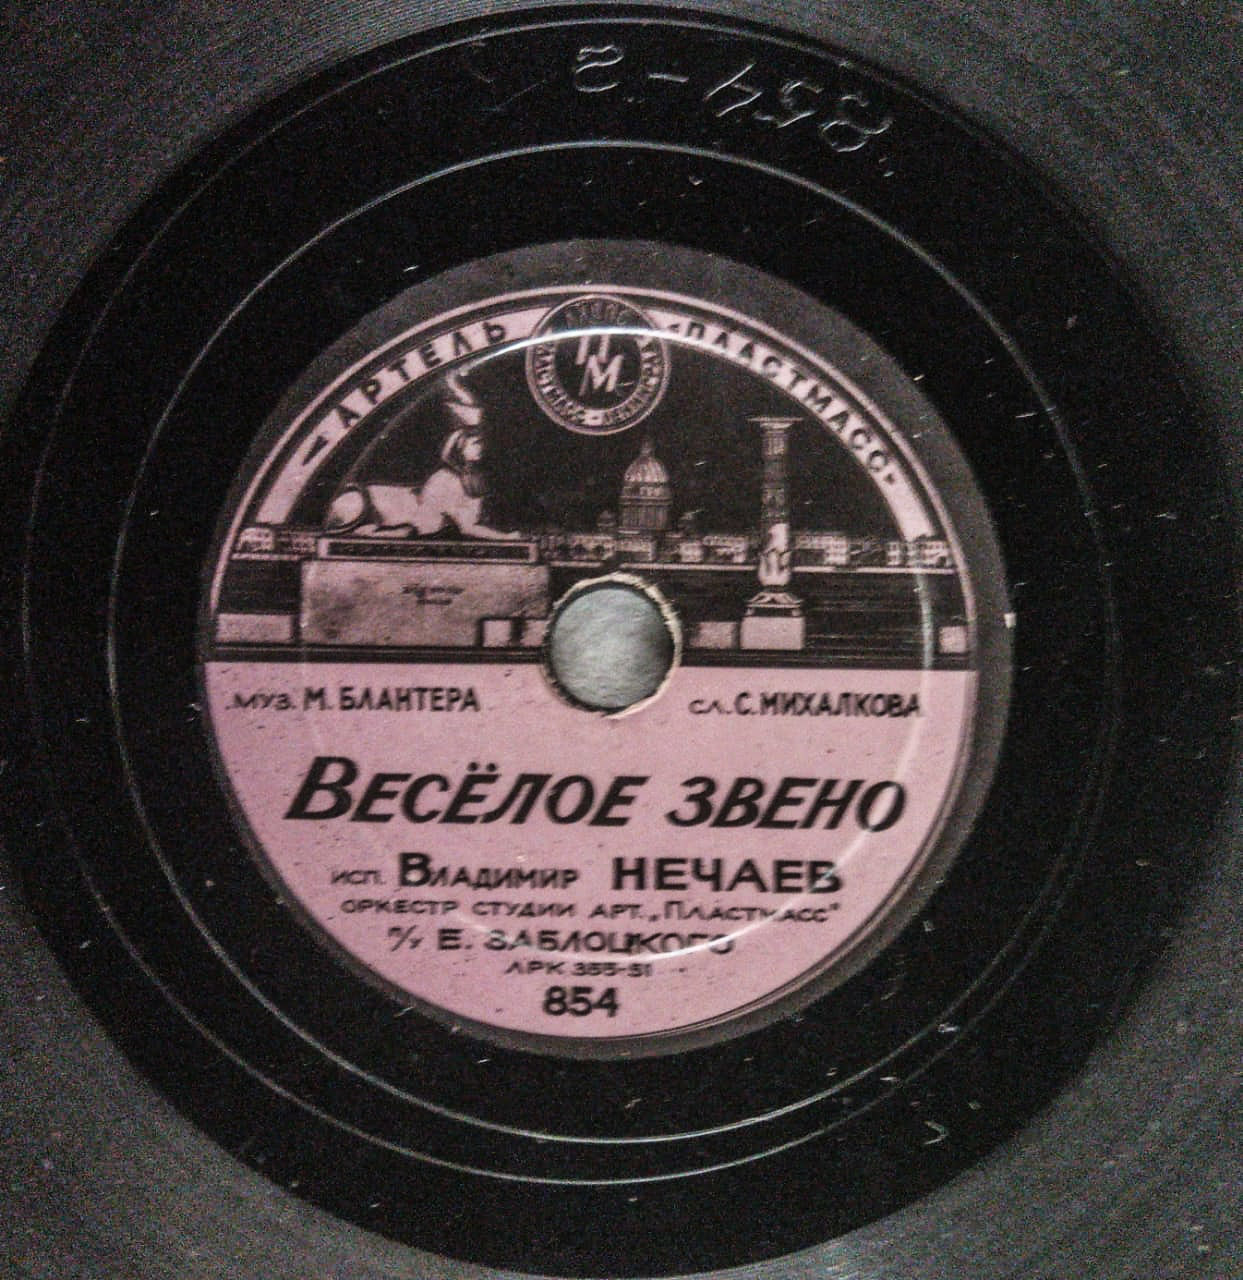 854-2
АРТЕЛЬ «ПЛАСТМАСС»
ПМ
муз. М. БЛАНТЕРА сл. С. МИХАЛКОВА
ВЕСЁЛОЕ ЗВЕНО
исп. ВЛАДИМИР НЕЧАЕВ
ОРКЕСТР СТУДИИ АРТ. „ПЛАСТМАСС"
п/у Е. ЗАБЛОЦКОГО
ЛРК 355-51
854